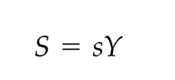 S = sY